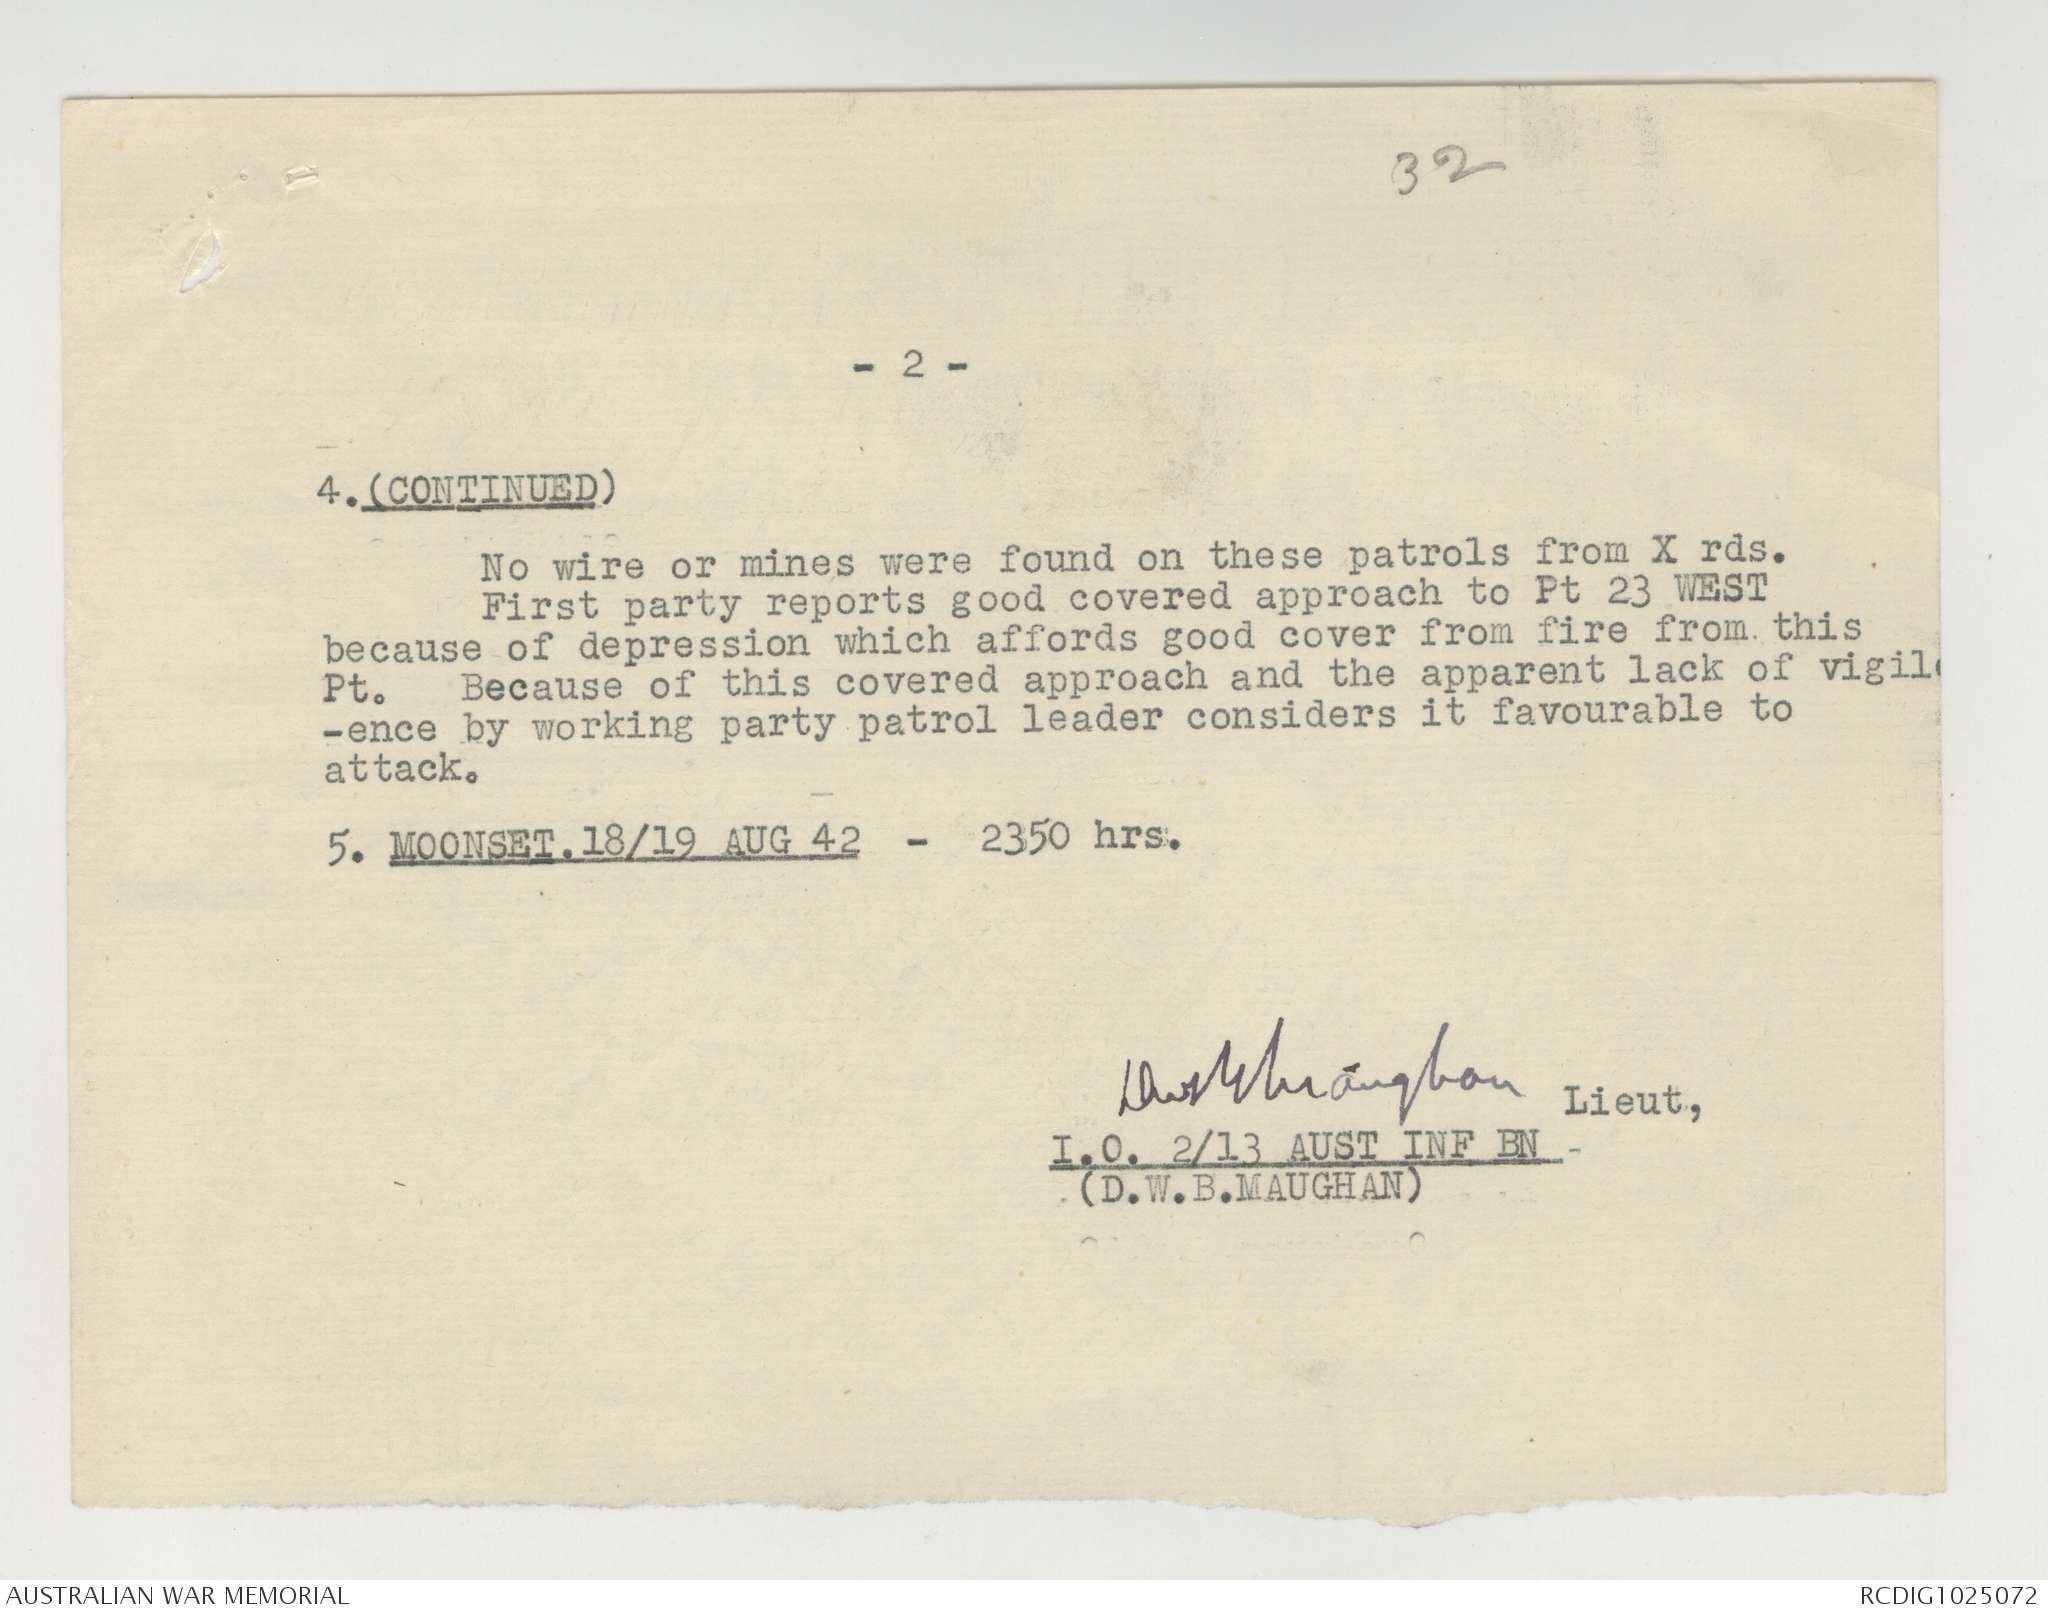 32
- 2 -
4.(CONTINUED)
No wire or mines were found on these patrols from X rds.
First party reports good covered approach to Pt 23 WEST
because of depression which affords good cover from fire from this
Pt.   Because of this covered approach and the apparent lack of vigil
-ence by working party patrol leader considers it favourable to
attack.
5. MOONSET.18/19 AUG 42  -  2350 hrs.
DWBMaughan Lieut,
I.O. 2/13 AUST INF BN -
(D.W.B.MAUGHAN)
AUSTRALIAN WAR MEMORIAL
RCDIG1025072